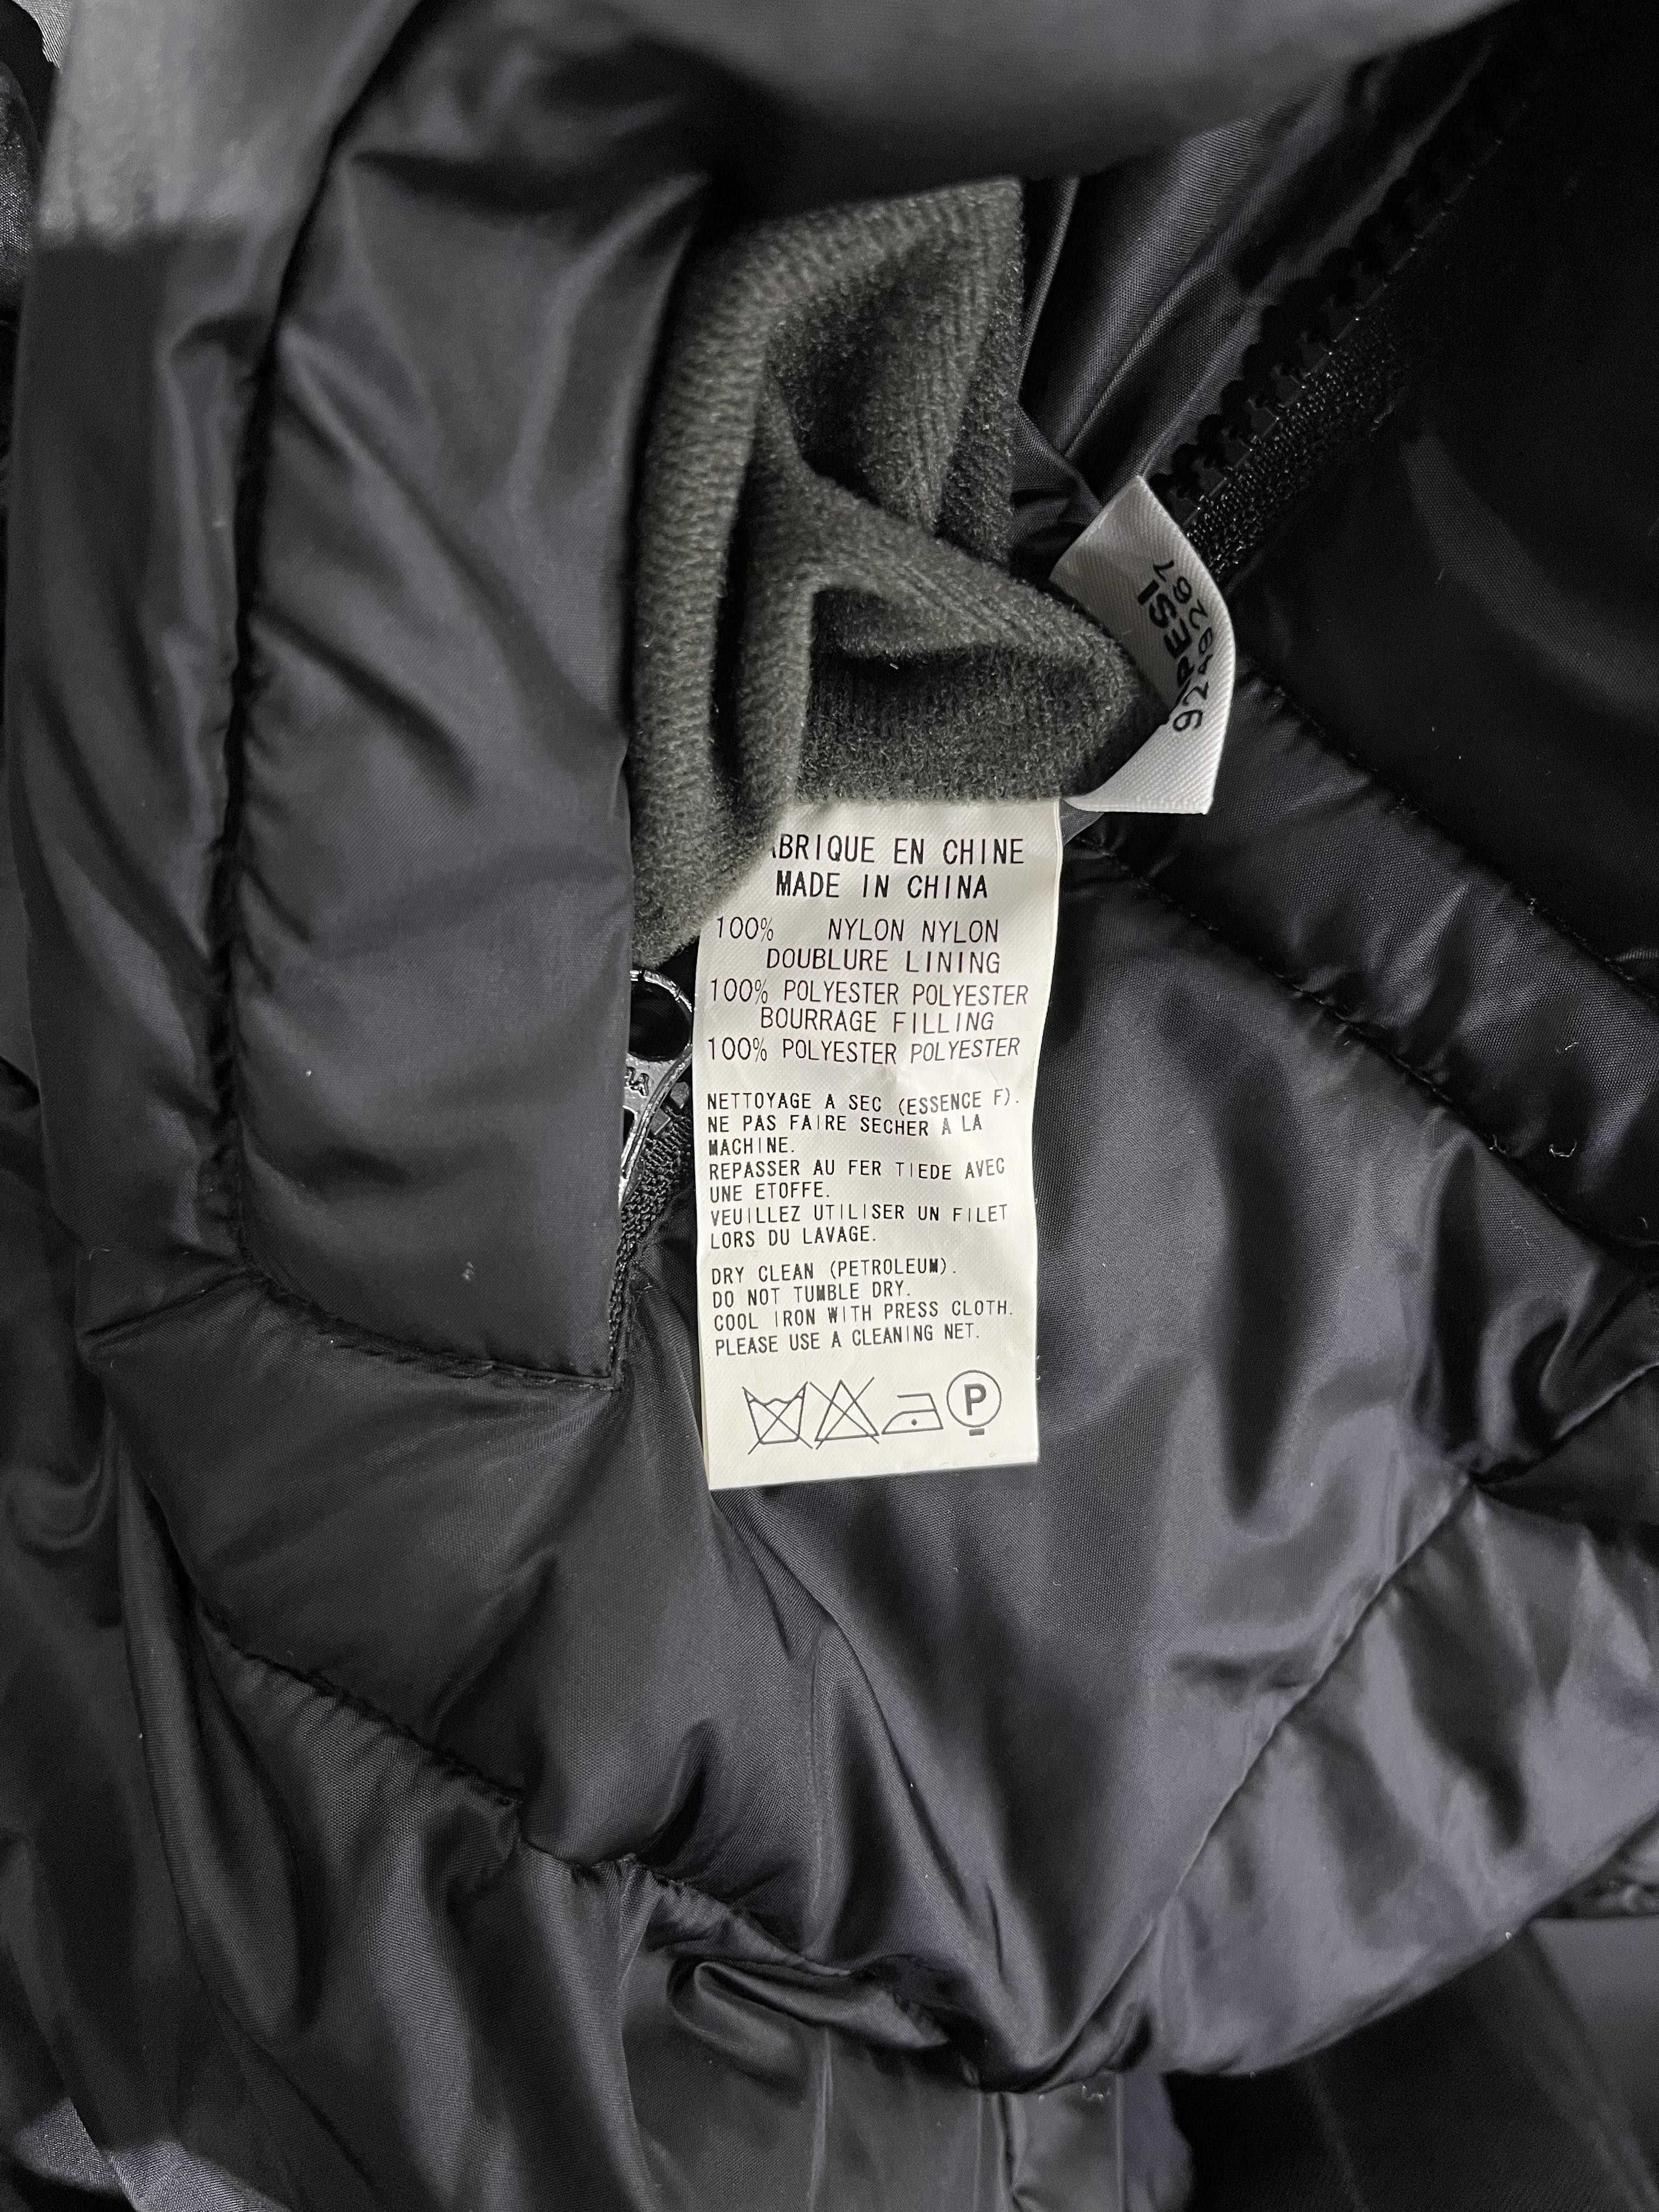 ABRIQUE EN CHINE
MADE IN CHINA
100% NYLON NYLON
DOUBLURE LINING
100% POLYESTER POLYESTER
BOURRAGE FILLING
100% POLYESTER POLYESTER
NETTOYAGE A SEC (ESSENCE F).
NE PAS FAIRE SECHER A LA
MACHINE.
REPASSER AU FER TIEDE AVEC
UNE ETOFFE.
VEUILLEZ UTILISER UN FILET
LORS DU LAVAGE.
DRY CLEAN (PETROLEUM).
DO NOT TUMBLE DRY.
COOL IRON WITH PRESS CLOTH.
PLEASE USE A CLEANING NET.
P